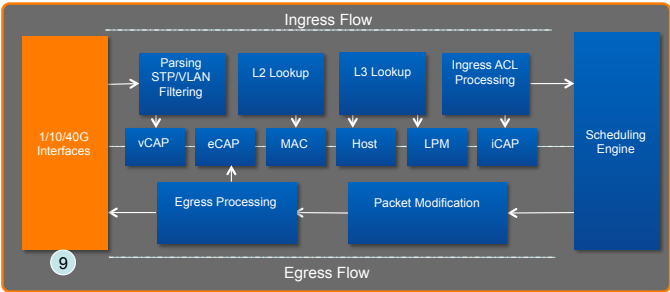 Ingress Flow
Parsing
STP/VLAN
Filtering
L2 Lookup
L3 Lookup
Ingress ACL
Processing
1/10/40G
Interfaces
vCAP
eCAP
MAC
Host
LPM
iCAP
Scheduling
Engine
Egress Processing
Packet Modification
9
Egress Flow